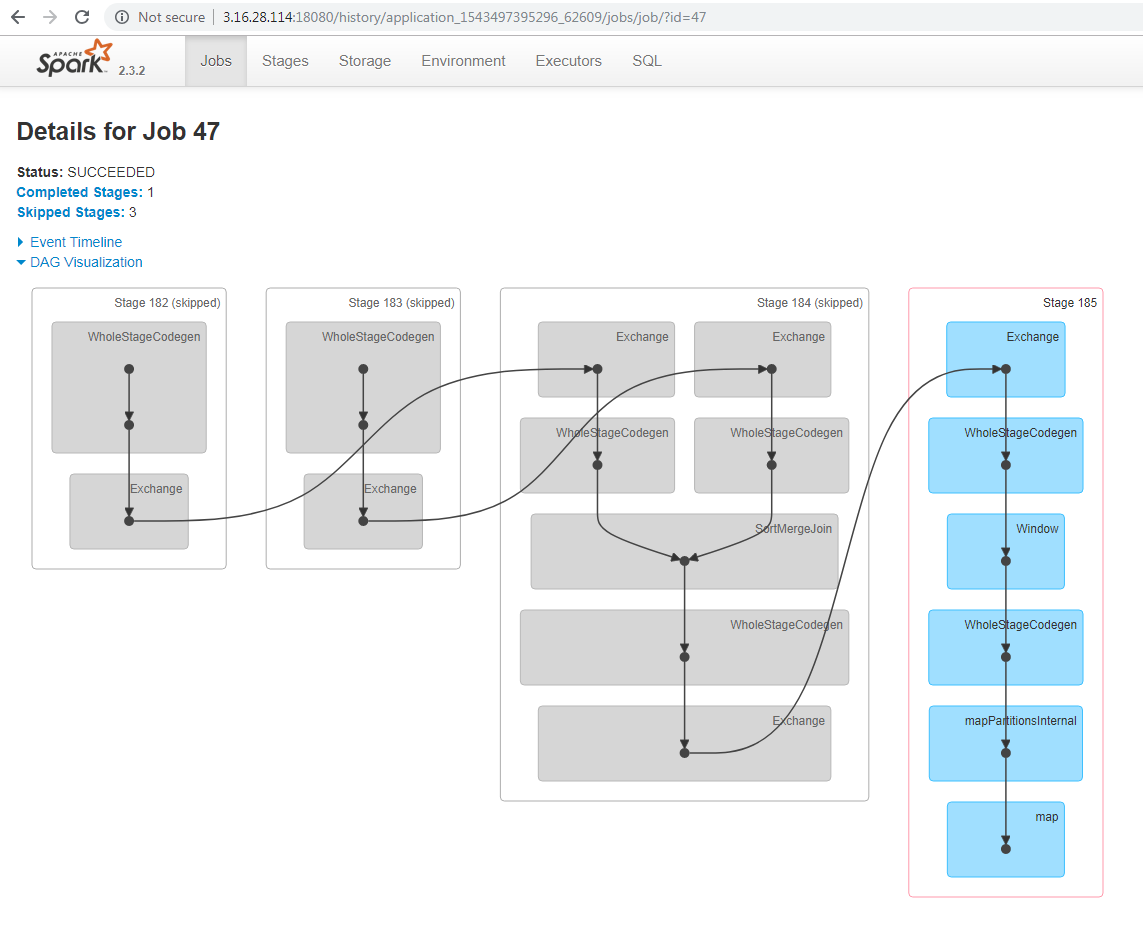 Not secure | 3.16.28.114:18080/history/application_1543497395296_62609/jobs/job/?id=47
APACHE
Spark 2.3.2 Jobs Stages Storage Environment Executors SQL
Details for Job 47
Status: SUCCEEDED
Completed Stages: 1
Skipped Stages: 3
Event Timeline
DAG Visualization
Stage 182 (skipped)
WholeStageCodegen
Exchange
Stage 183 (skipped)
WholeStageCodegen
Exchange
Stage 184 (skipped)
Exchange Exchange
WholeStageCodegen WholeStageCodegen
SortMergeJoin
WholeStageCodegen
Exchange
Stage 185
Exchange
WholeStageCodegen
Window
WholeStageCodegen
mapPartitionsInternal
map